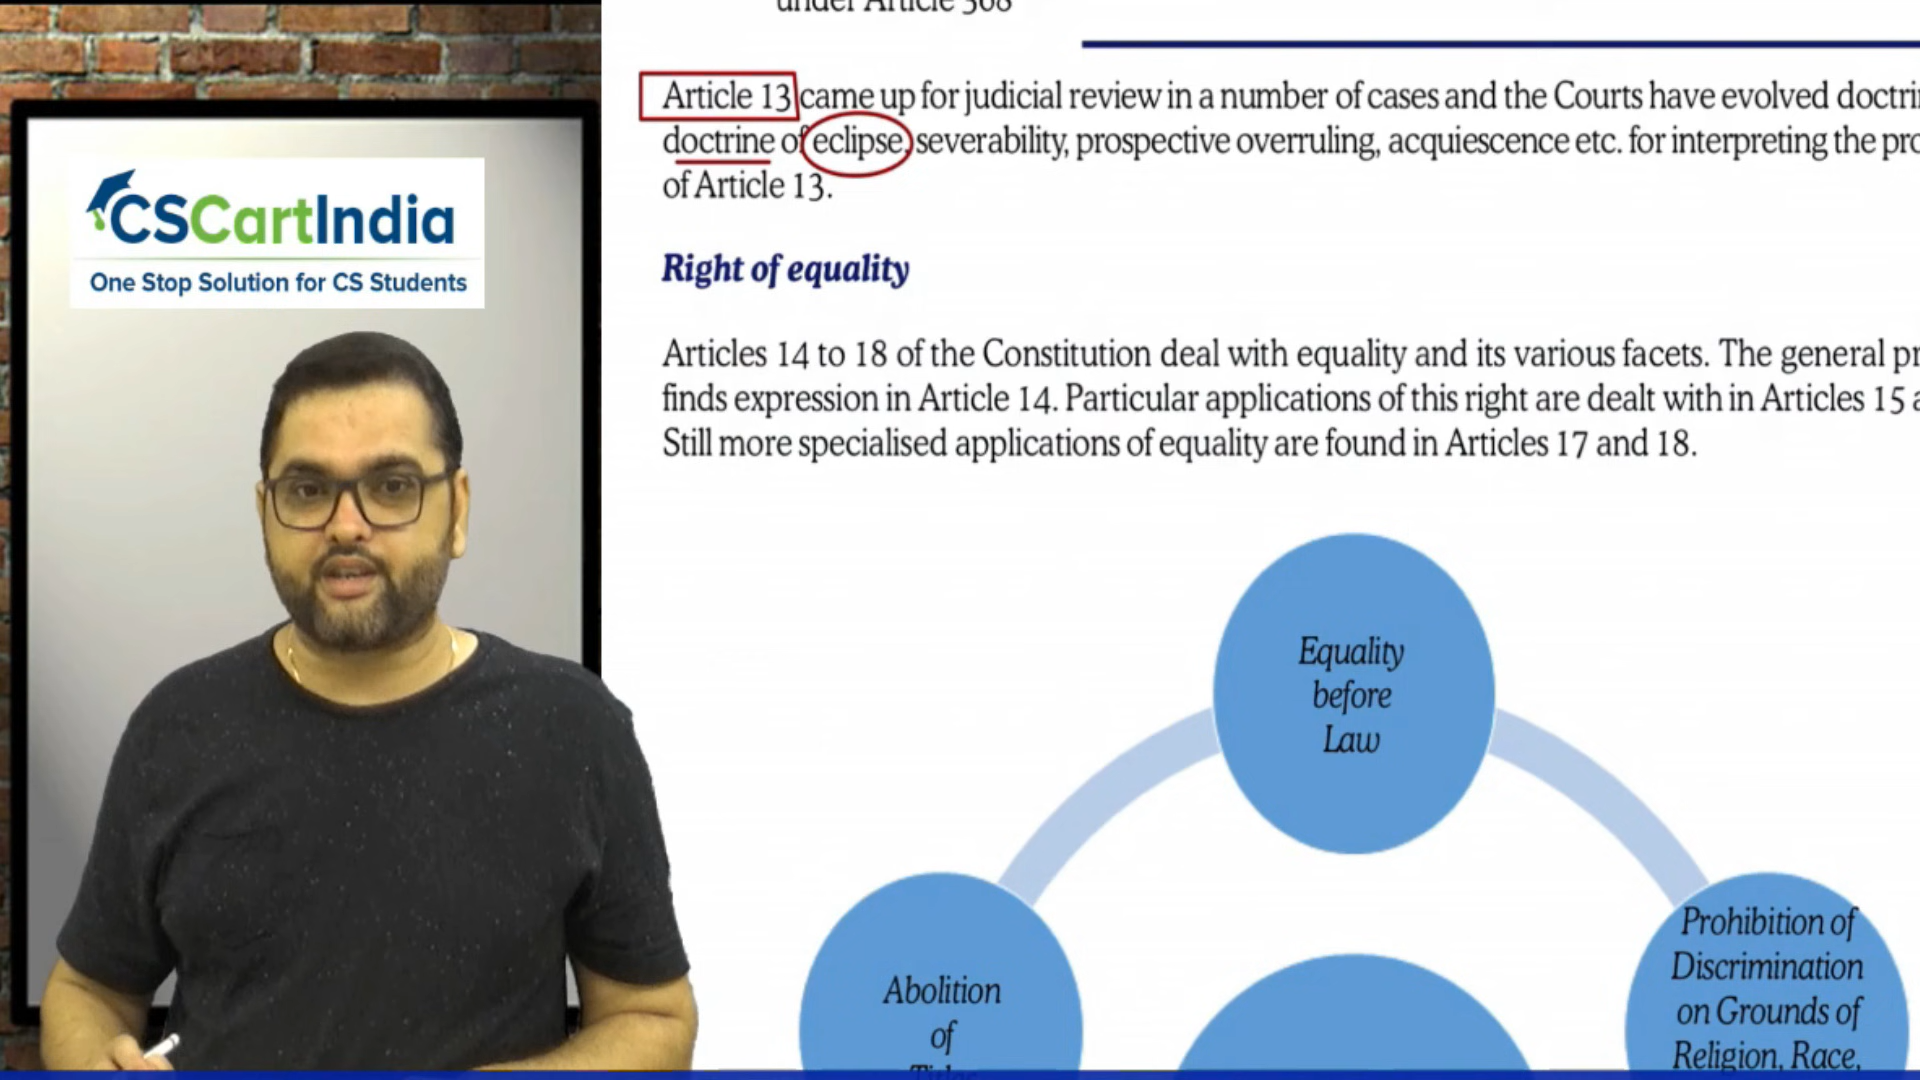 CSCartIndia
One Stop Solution for CS Students
under Article 368
Article 13 came up for judicial review in a number of cases and the Courts have evolved
doctrine of eclipse, severability, prospective overruling, acquiescence etc. for interpreting the
of Article 13.
Right of equality
Articles 14 to 18 of the Constitution deal with equality and its various facets. The general
finds expression in Article 14. Particular applications of this right are dealt with in Articles 15
Still more specialised applications of equality are found in Articles 17 and 18.
Equality
before
Law
Abolition
of
Prohibition of
Discrimination
on Grounds of
Religion, Race,